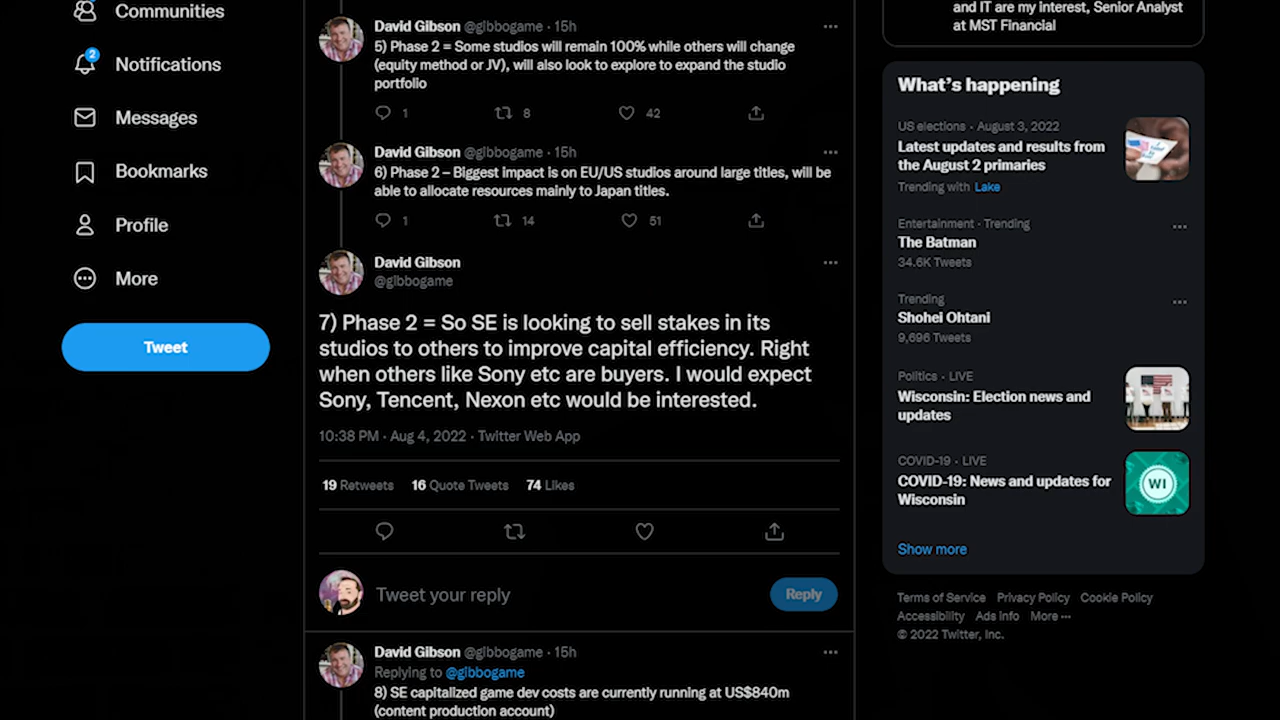 Communities
2
Notifications
Messages
Bookmarks
Profile
More
Tweet
David Gibson @gibbogame · 15h
5) Phase 2 = Some studios will remain 100% while others will change
(equity method or JV), will also look to explore to expand the studio
portfolio
1 8 42
David Gibson @gibbogame · 15h
6) Phase 2 – Biggest impact is on EU/US studios around large titles, will be
able to allocate resources mainly to Japan titles.
1 14 51
David Gibson
@gibbogame
7) Phase 2 = So SE is looking to sell stakes in its
studios to others to improve capital efficiency. Right
when others like Sony etc are buyers. I would expect
Sony, Tencent, Nexon etc would be interested.
10:38 PM · Aug 4, 2022 · Twitter Web App
19 Retweets 16 Quote Tweets 74 Likes
Tweet your reply
Reply
David Gibson @gibbogame · 15h
Replying to @gibbogame
8) SE capitalized game dev costs are currently running at US$840m
(content production account)
and IT are my interest, Senior Analyst
at MST Financial
What's happening
US elections · August 3, 2022
Latest updates and results from
the August 2 primaries
Trending with Lake
Entertainment · Trending
The Batman
34.6K Tweets
Trending
Shohei Ohtani
9,696 Tweets
Politics · LIVE
Wisconsin: Election news and
updates
COVID-19 · LIVE
COVID-19: News and updates for
Wisconsin
WI
Show more
Terms of Service Privacy Policy Cookie Policy
Accessibility Ads info More ···
© 2022 Twitter, Inc.